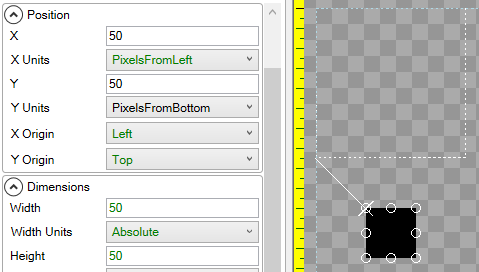 Position
X 50
X Units PixelsFromLeft
Y 50
Y Units PixelsFromBottom
X Origin Left
Y Origin Top
Dimensions
Width 50
Width Units Absolute
Height 50